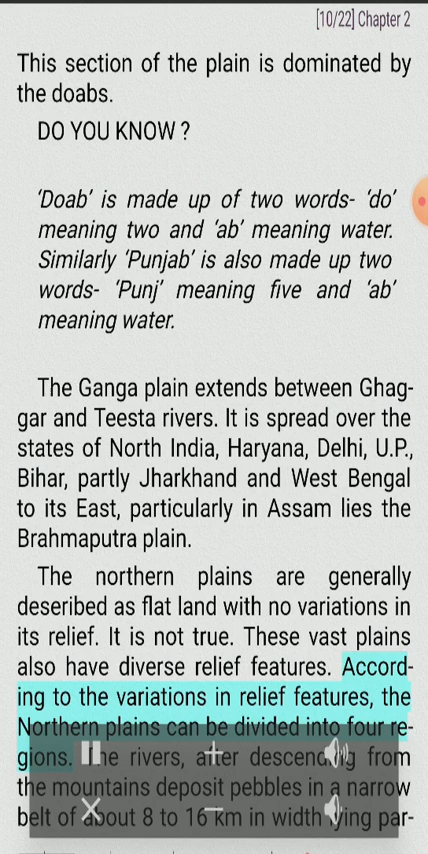 [10/22] Chapter 2
This section of the plain is dominated by
the doabs.
DO YOU KNOW ?
‘Doab’ is made up of two words- ‘do’
meaning two and ‘ab’ meaning water.
Similarly ‘Punjab’ is also made up two
words- ‘Punj’ meaning five and ‘ab’
meaning water.
The Ganga plain extends between Ghag-
gar and Teesta rivers. It is spread over the
states of North India, Haryana, Delhi, U.P.,
Bihar, partly Jharkhand and West Bengal
to its East, particularly in Assam lies the
Brahmaputra plain.
The northern plains are generally
deseribed as flat land with no variations in
its relief. It is not true. These vast plains
also have diverse relief features. Accord-
ing to the variations in relief features, the
Northern plains can be divided into four re-
gions. The rivers, after descending from
the mountains deposit pebbles in a narrow
belt of about 8 to 16 km in width lying par-